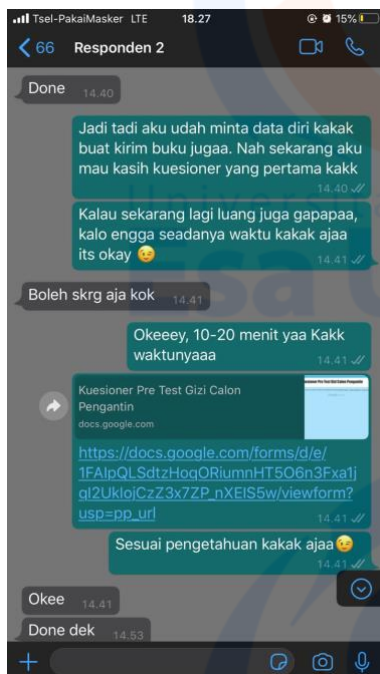 Tsel-PakaiMasker LTE 18.27 15%
66 Responden 2
Done 14.40
Jadi tadi aku udah minta data diri kakak
buat kirim buku jugaa. Nah sekarang aku
mau kasih kuesioner yang pertama kakk
14.40
Kalau sekarang lagi luang juga gapapaa,
kalo engga seadanya waktu kakak ajaa
its okay 😉 14.41
Boleh skrg aja kok 14.41
Okeeey, 10-20 menit yaa Kakk
waktunyaaa 14.41
Kuesioner Pre Test Gizi Calon
Pengantin
docs.google.com
https://docs.google.com/forms/d/e/
1FAIpQLSdtzHoqORiumnHT5O6n3Fxa1j
qI2UklojCzZ3x7ZP_nXEIS5w/viewform?
usp=pp_url 14.41
Sesuai pengetahuan kakak ajaa😉
14.41
Okee 14.41
Done dek 14.53